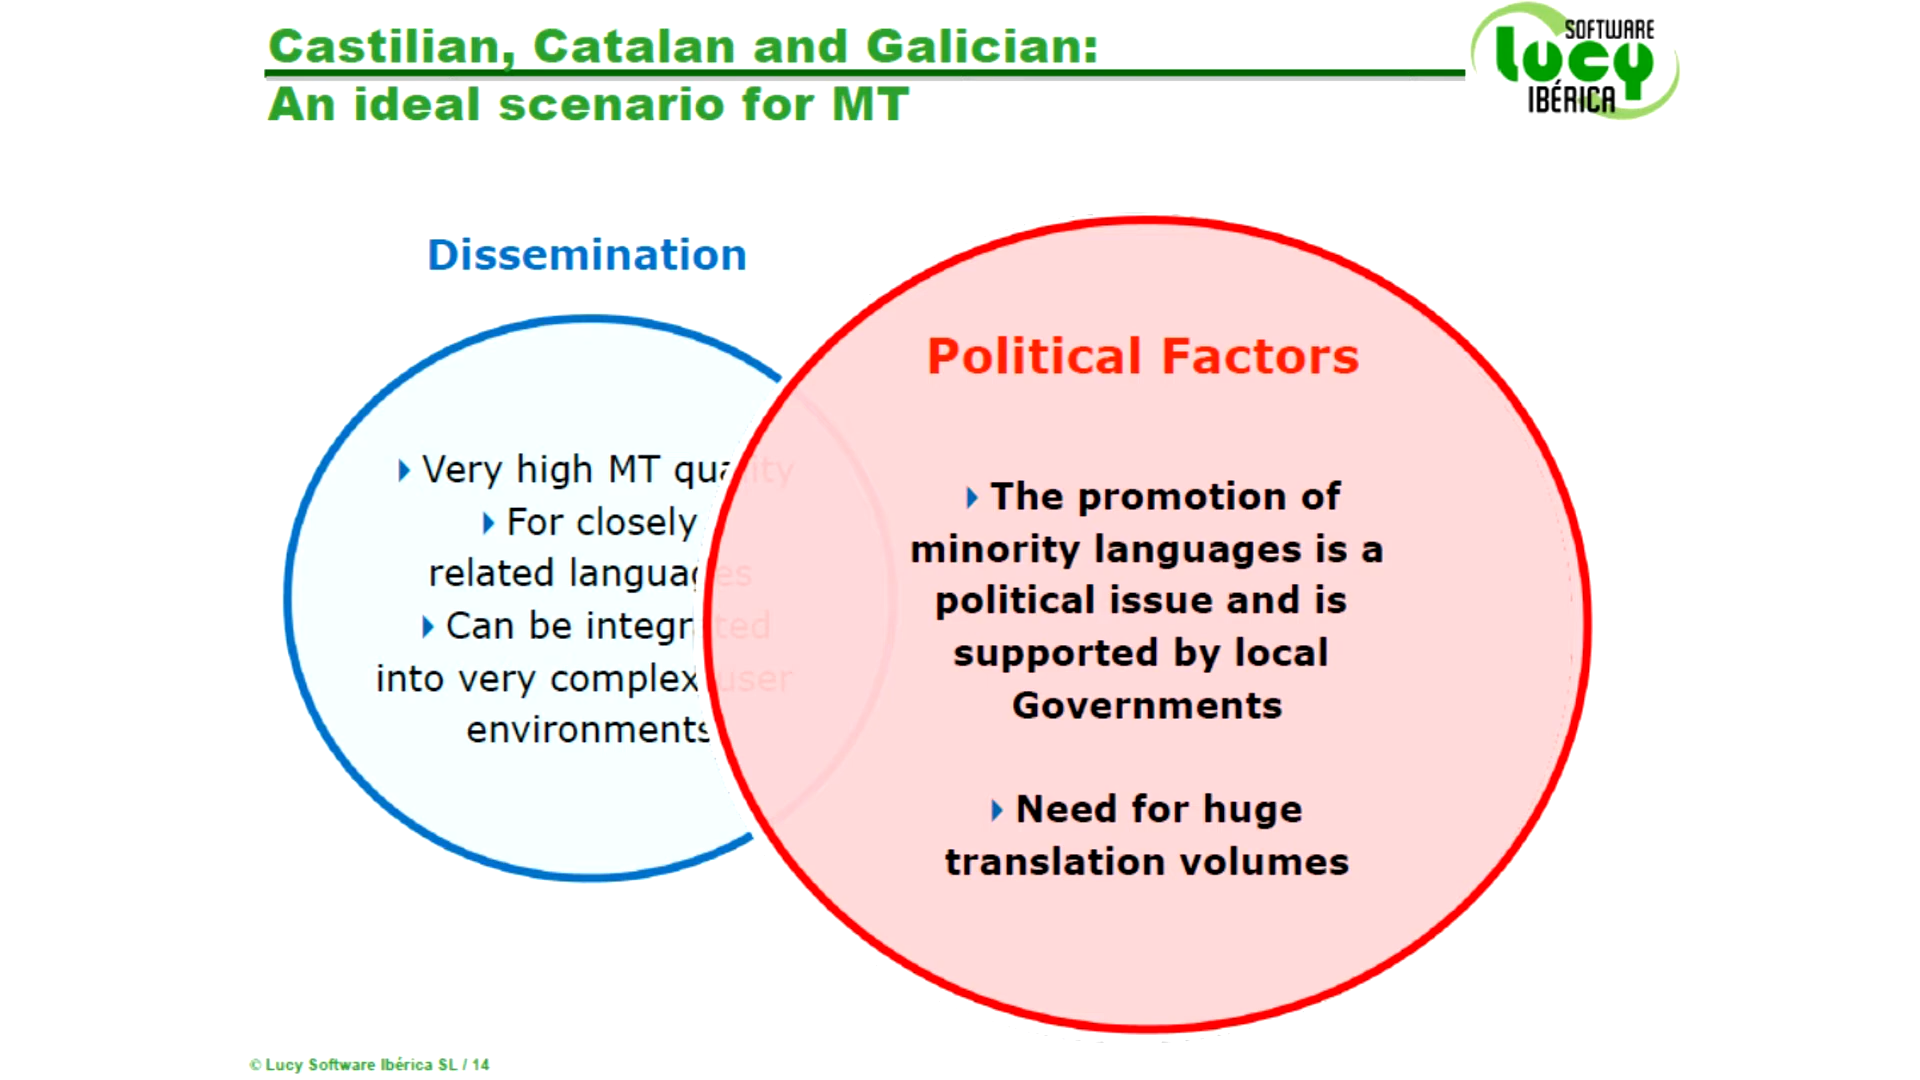 Castilian, Catalan and Galician:
An ideal scenario for MT
SOFTWARE
LUCY
IBÉRICA
Dissemination
Very high MT quality
For closely
related languages
Can be integrated
into very complex user
environments
Political Factors
The promotion of
minority languages is a
political issue and is
supported by local
Governments
Need for huge
translation volumes
© Lucy Software Ibérica SL / 14